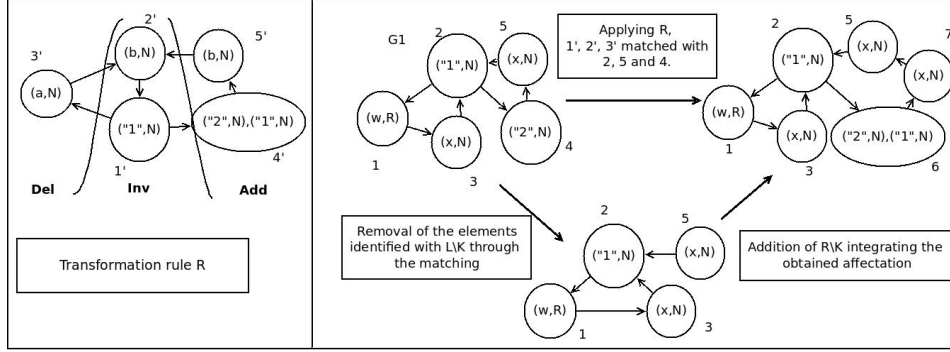 2'
5'
3'
(b,N)
(b,N)
(a,N)
("1",N)
("2",N),("1",N)
1'
4'
Del
Inv
Add
Transformation rule R
G1
2
5
("1",N)
(x,N)
(w,R)
(x,N)
("2",N)
1
3
4
Applying R,
1', 2', 3' matched with
2, 5 and 4.
2
5
7
("1",N)
(x,N)
(x,N)
(w,R)
(x,N)
("2",N),("1",N)
1
3
6
Removal of the elements
identified with L\K through
the matching
2
5
("1",N)
(x,N)
(w,R)
(x,N)
1
3
Addition of R\K integrating the
obtained affectation